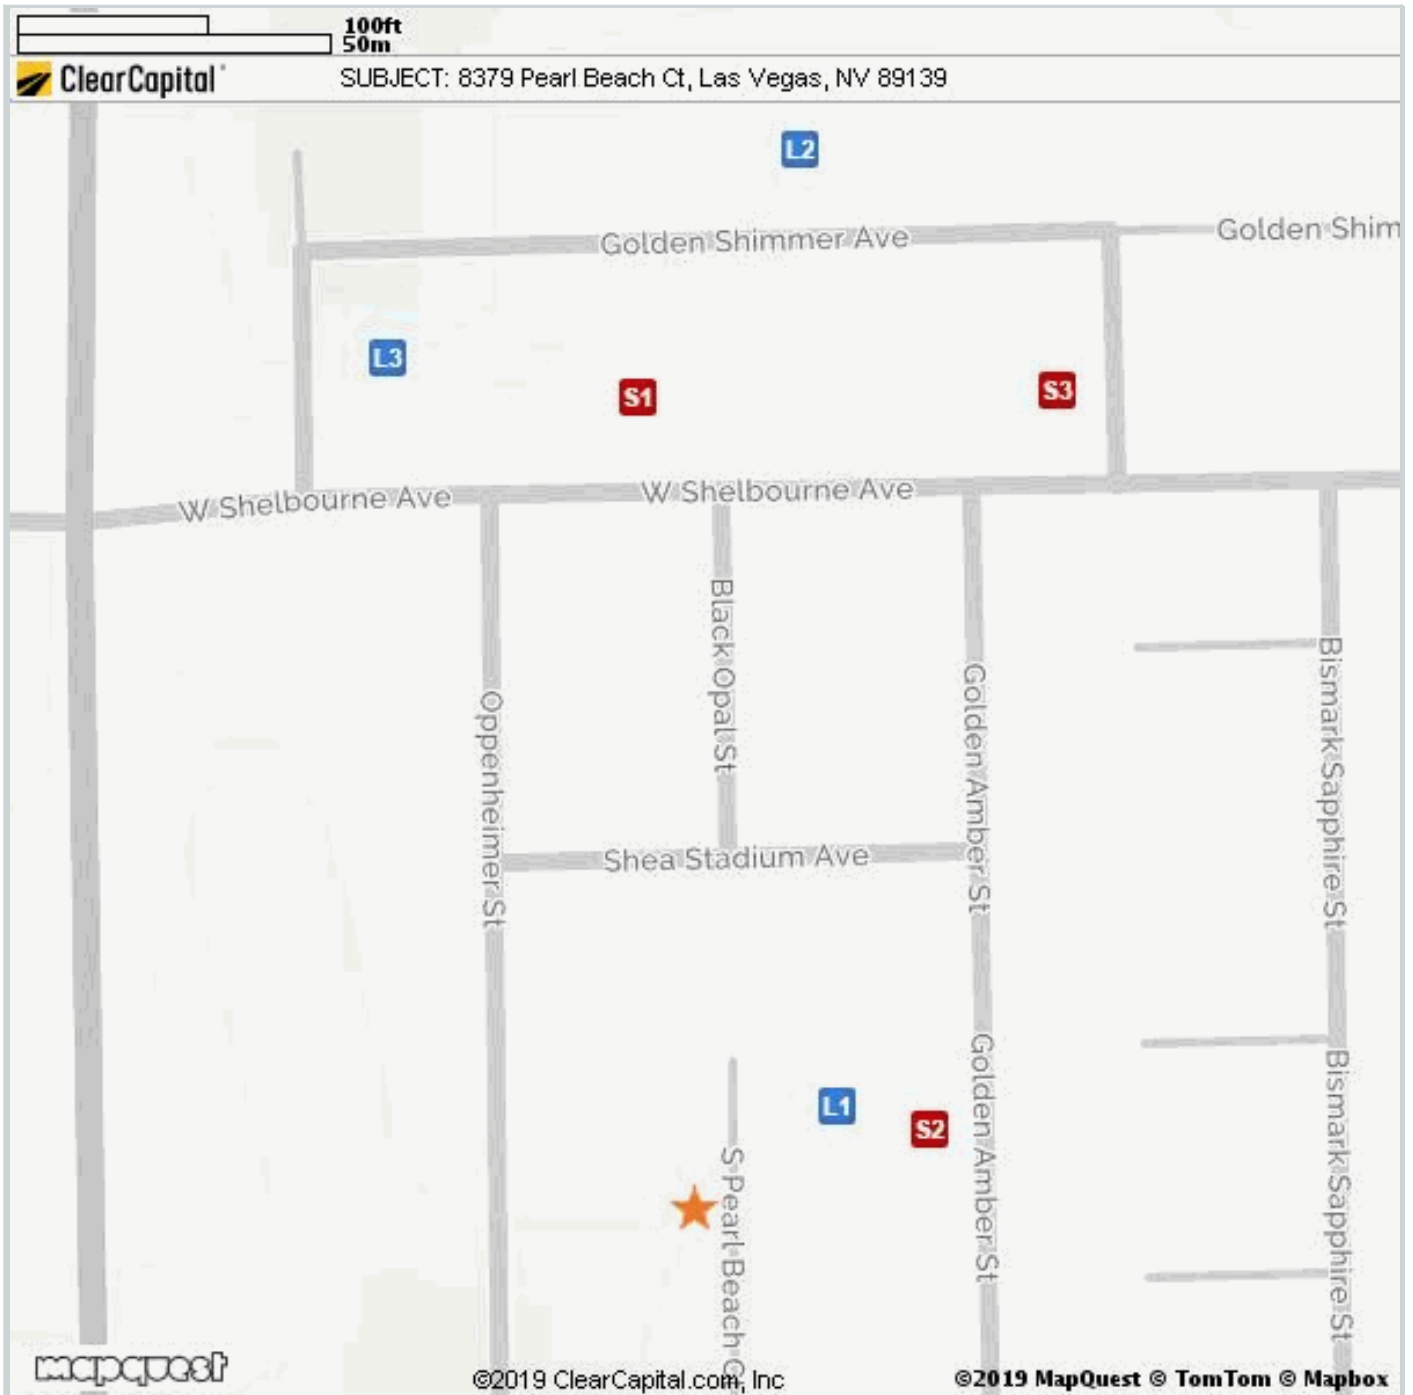 100ft
50m
ClearCapital
SUBJECT: 8379 Pearl Beach Ct, Las Vegas, NV 89139
L2
Golden Shimmer Ave
Golden Shim
L3
S1
S3
W Shelbourne Ave
W Shelbourne Ave
Black Opal St
Oppenheimer St
Golden Amber St
Bismark Sapphire St
Shea Stadium Ave
L1
S2
S Pearl Beach C
Golden Amber St
Bismark Sapphire St
mapquest
©2019 ClearCapital.com, Inc
©2019 MapQuest © TomTom © Mapbox